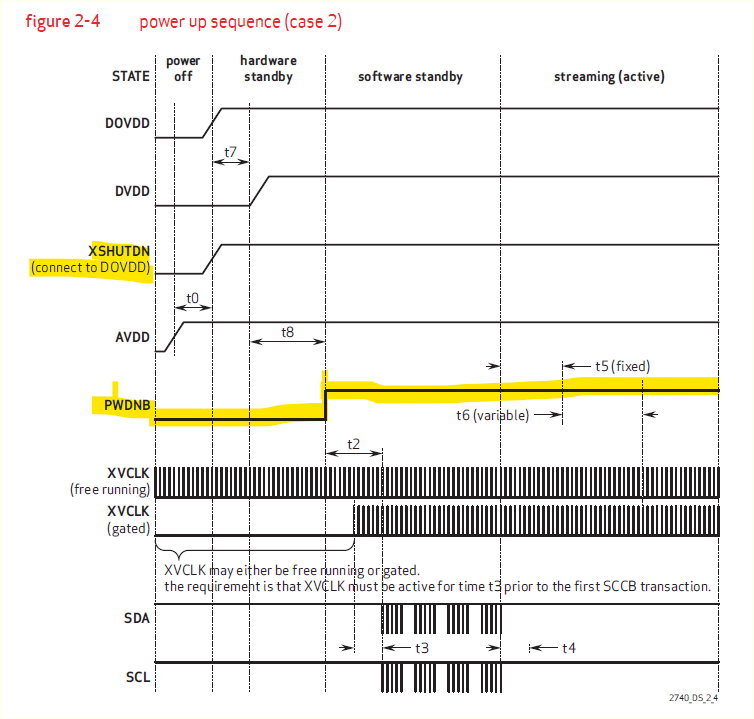 figure 2-4 power up sequence (case 2)
STATE
power off
hardware standby
software standby
streaming (active)
DOVDD
t7
DVDD
XSHUTDN
(connect to DOVDD)
t0
AVDD
t8
t5 (fixed)
PWDNB
t6 (variable)
t2
XVCLK
(free running)
XVCLK
(gated)
XVCLK may either be free running or gated.
the requirement is that XVCLK must be active for time t3 prior to the first SCCB transaction.
SDA
t3
t4
SCL
2740_DS_2_4